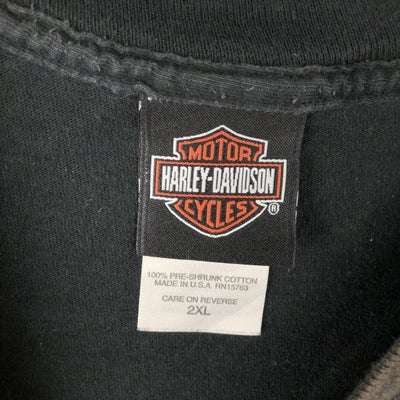 MOTOR
HARLEY-DAVIDSON
CYCLES ®
100% PRE-SHRUNK COTTON
MADE IN U.S.A. RN15763
CARE ON REVERSE
2XL